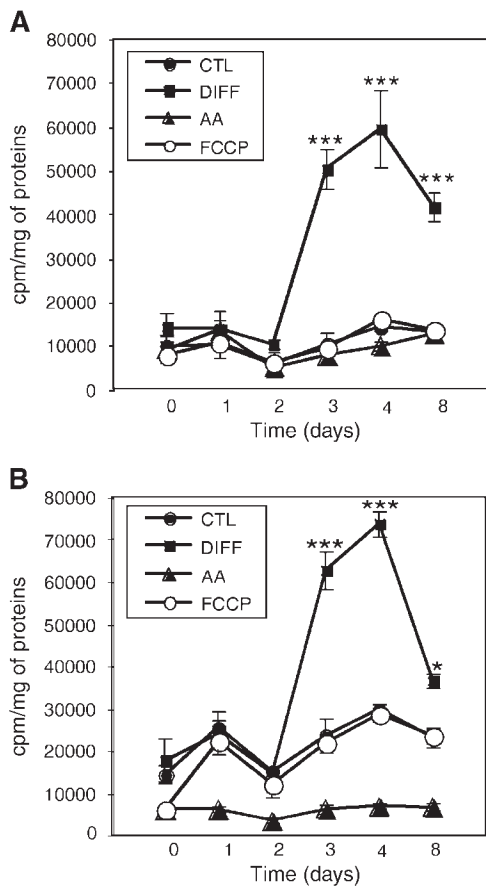 A
80000
70000
60000
50000
40000
30000
20000
10000
0
cpm/mg of proteins
CTL
DIFF
AA
FCCP
***
***
***
0 1 2 3 4 8
Time (days)
B
80000
70000
60000
50000
40000
30000
20000
10000
0
cpm/mg of proteins
CTL
DIFF
AA
FCCP
***
***
*
0 1 2 3 4 8
Time (days)